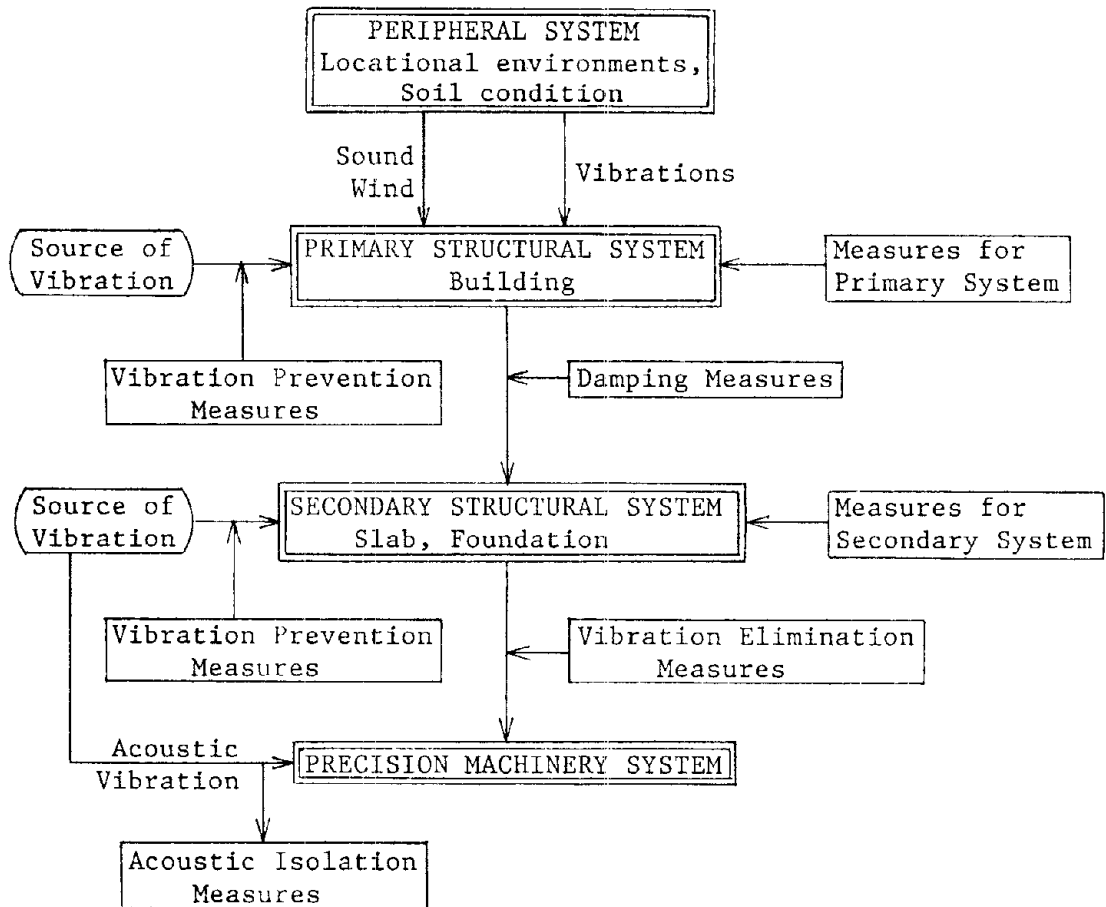 PERIPHERAL SYSTEM
Locational environments,
Soil condition
Sound
Wind
Vibrations
Source of
Vibration
PRIMARY STRUCTURAL SYSTEM
Building
Measures for
Primary System
Vibration Prevention
Measures
Damping Measures
Source of
Vibration
SECONDARY STRUCTURAL SYSTEM
Slab, Foundation
Measures for
Secondary System
Vibration Prevention
Measures
Vibration Elimination
Measures
Acoustic
Vibration
PRECISION MACHINERY SYSTEM
Acoustic Isolation
Measures